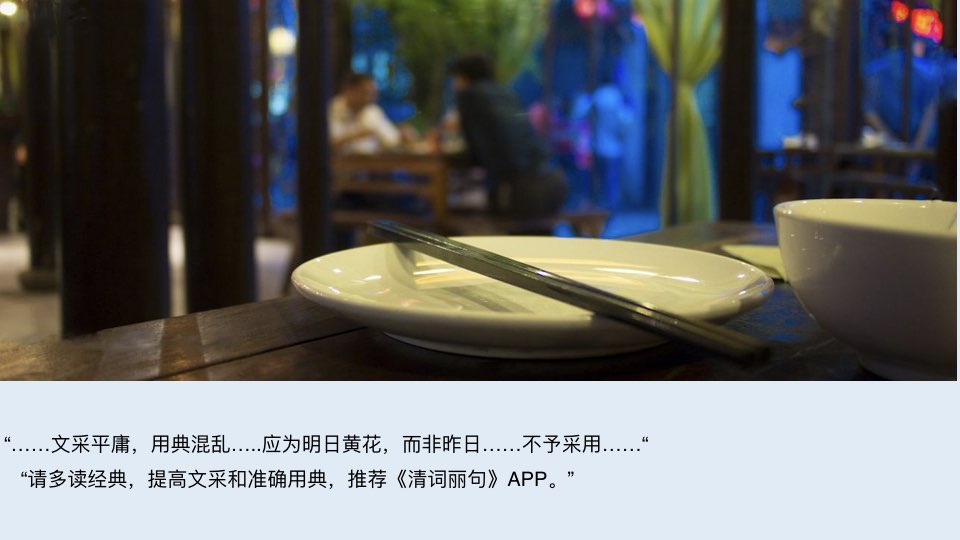 “……文采平庸，用典混乱…..应为明日黄花，而非昨日……不予采用……“
“请多读经典，提高文采和准确用典，推荐《清词丽句》APP。”